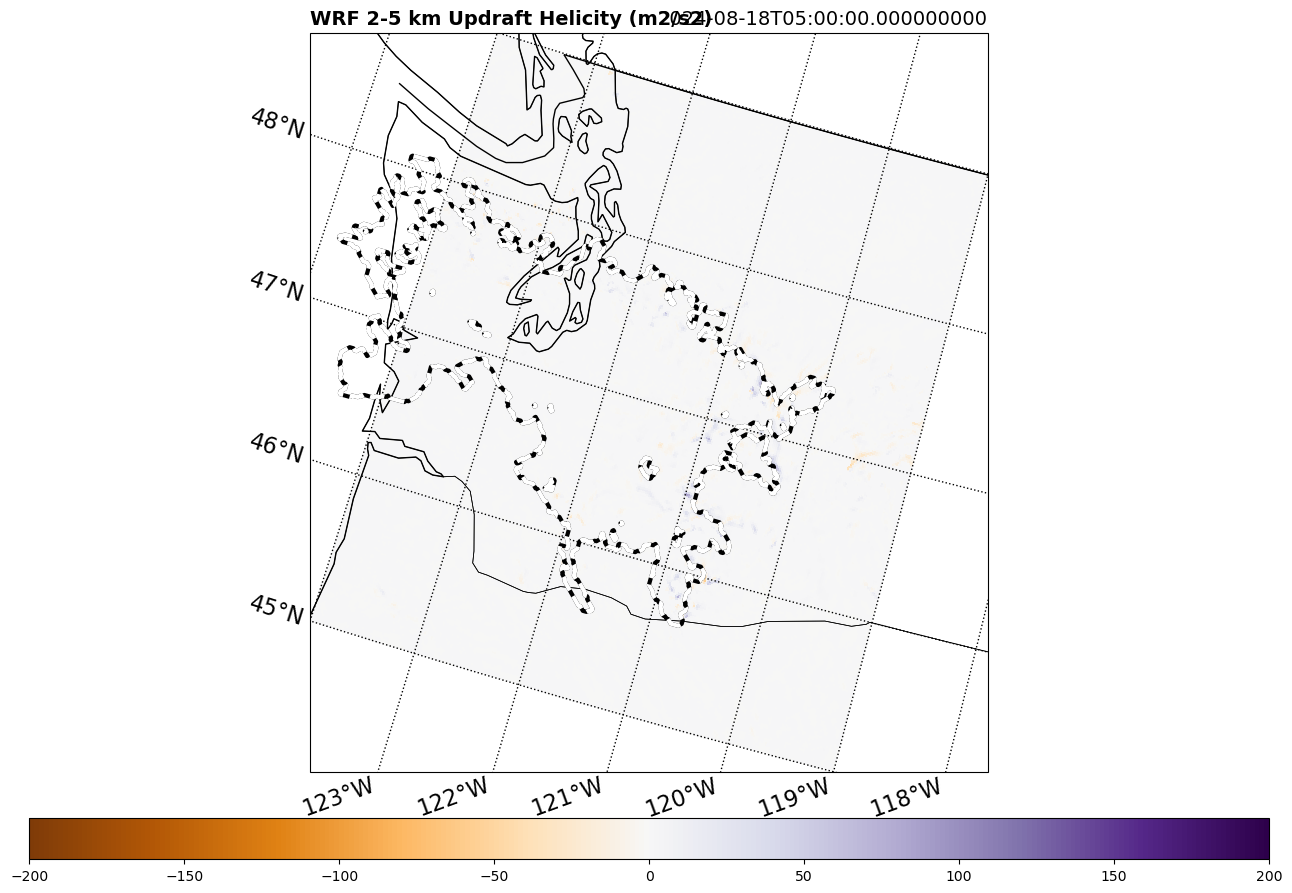 WRF 2-5 km Updraft Helicity (m2/s2) 2024-08-18T05:00:00.000000000
48°N
47°N
46°N
45°N
123°W 122°W 121°W 120°W 119°W 118°W
−200 −150 −100 −50 0 50 100 150 200